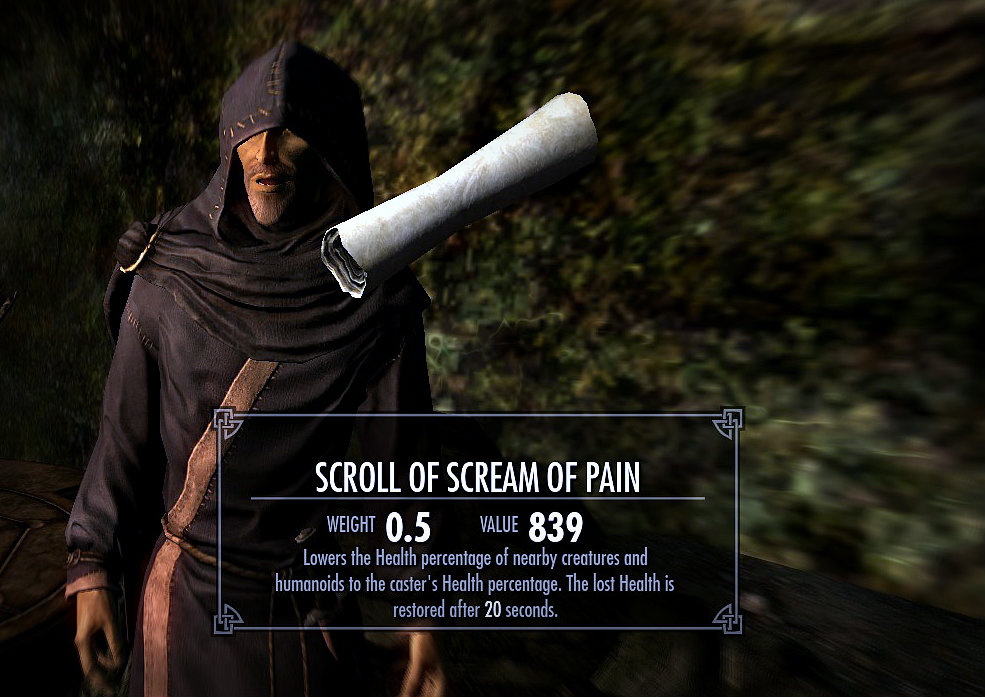 SCROLL OF SCREAM OF PAIN
WEIGHT 0.5 VALUE 839
Lowers the Health percentage of nearby creatures and
humanoids to the caster's Health percentage. The lost Health is
restored after 20 seconds.